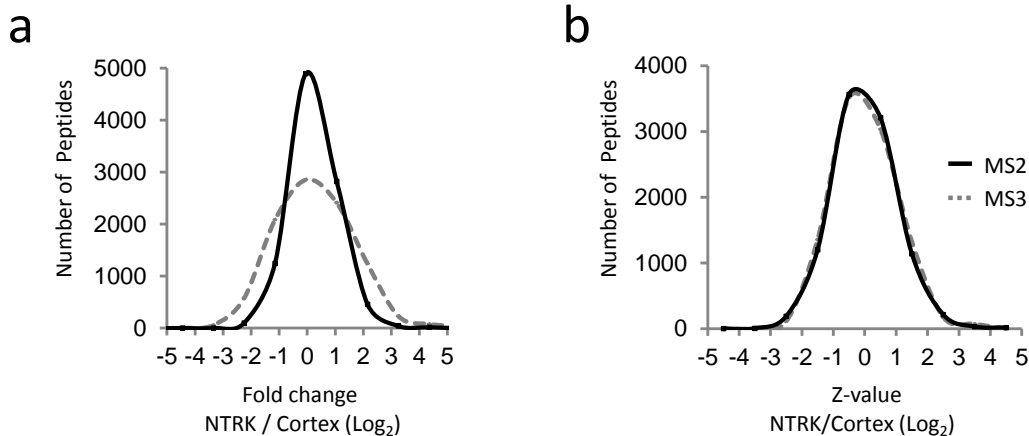 a
Number of Peptides
5000
4000
3000
2000
1000
0
-5 -4 -3 -2 -1 0 1 2 3 4 5
Fold change
NTRK / Cortex (Log2)
b
Number of Peptides
4000
3000
2000
1000
0
-5 -4 -3 -2 -1 0 1 2 3 4 5
Z-value
NTRK/Cortex (Log2)
MS2
MS3